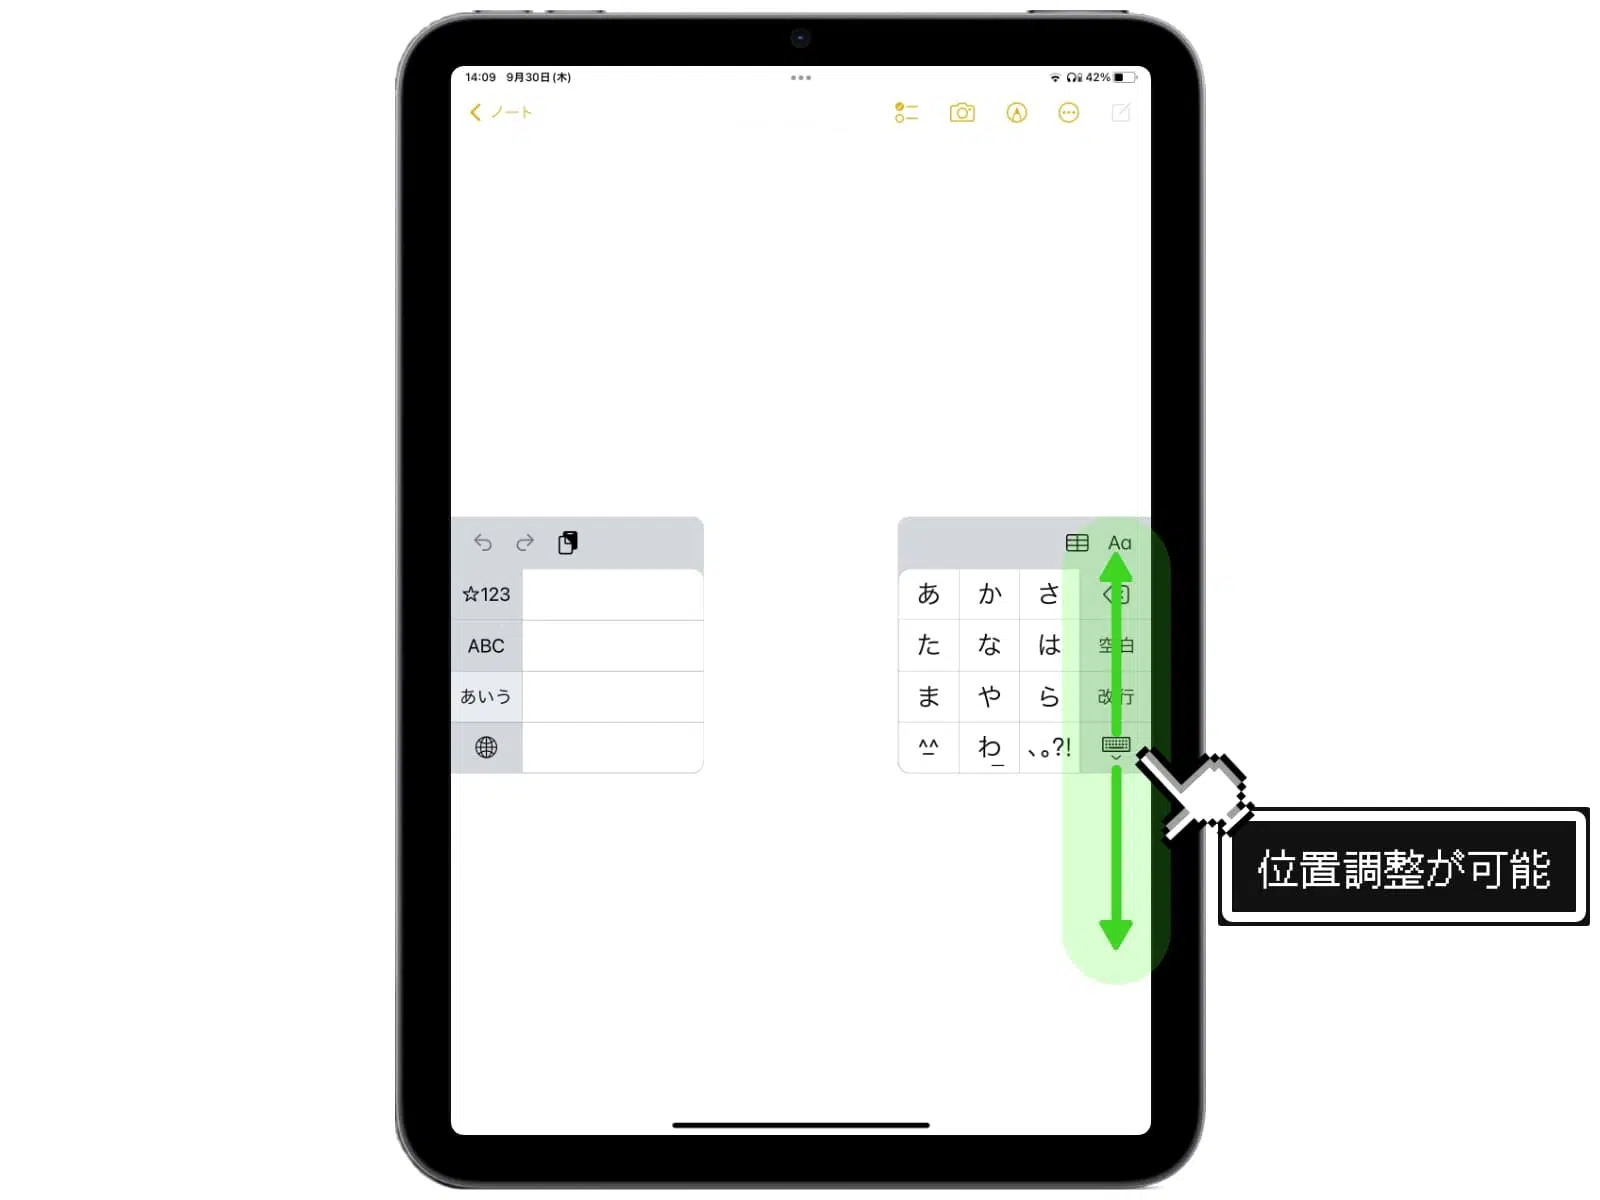 14:09 9月30日(木)
42%
ノート
Aa
☆123
ABC
あいう
あ か さ
た な は 空白
ま や ら 改行
^^ わ 、。?!
位置調整が可能